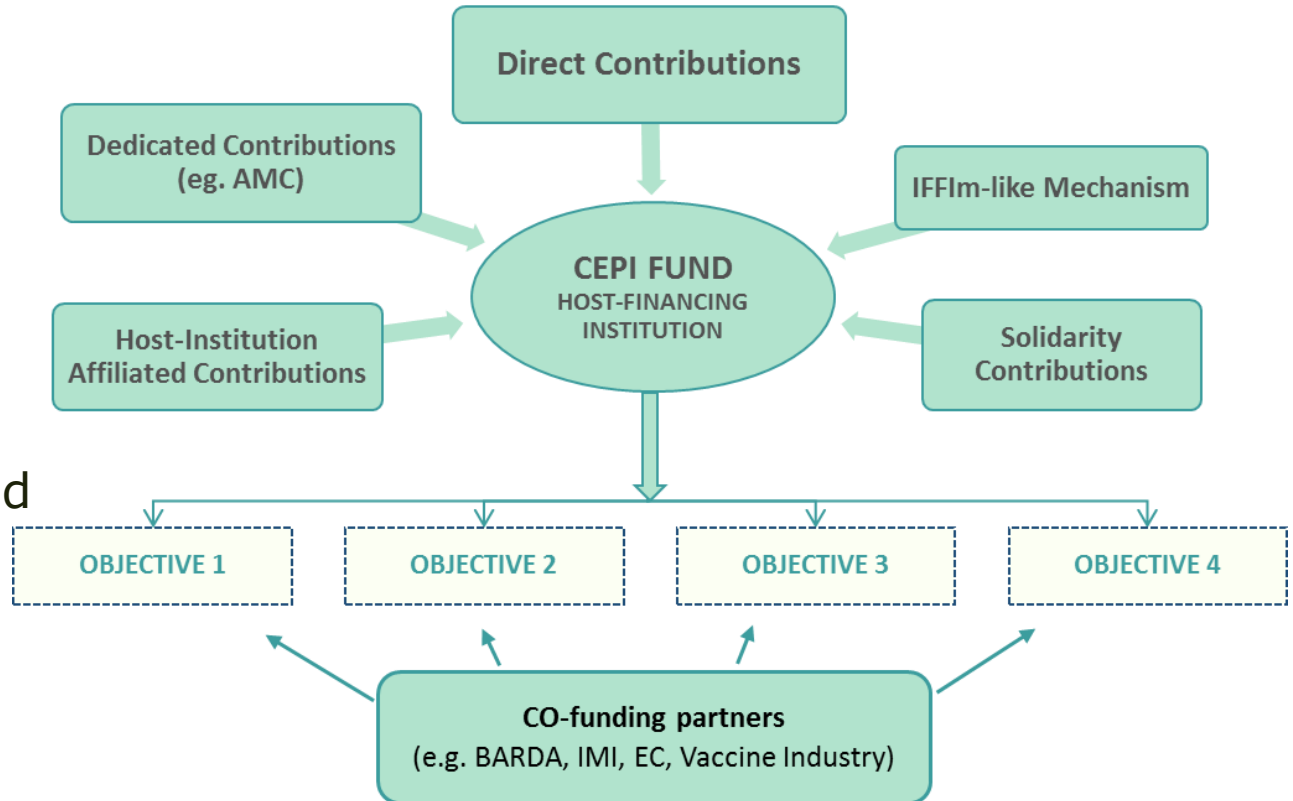 Direct Contributions
Dedicated Contributions
(eg. AMC)
IFFIm-like Mechanism
CEPI FUND
HOST-FINANCING
INSTITUTION
Host-Institution
Affiliated Contributions
Solidarity
Contributions
d
OBJECTIVE 1
OBJECTIVE 2
OBJECTIVE 3
OBJECTIVE 4
CO-funding partners
(e.g. BARDA, IMI, EC, Vaccine Industry)